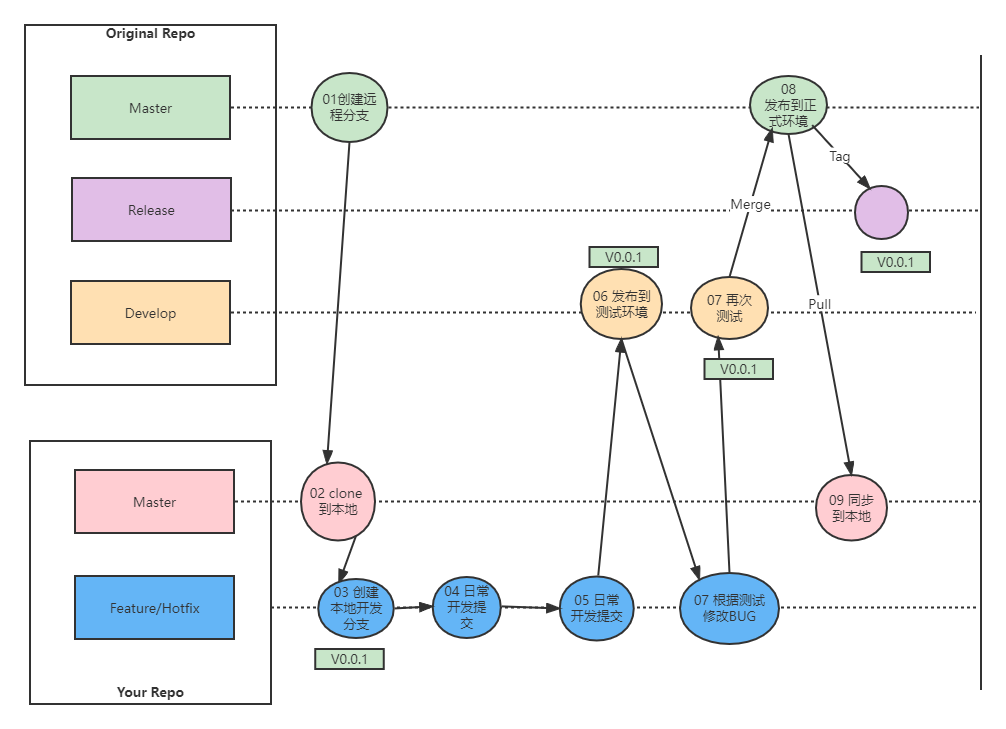 Original Repo
Master
Release
Develop
01创建远
程分支
08
发布到正
式环境
Tag
Merge
V0.0.1
V0.0.1
06 发布到
测试环境
07 再次
测试
Pull
V0.0.1
Master
Feature/Hotfix
Your Repo
02 clone
到本地
09 同步
到本地
03 创建
本地开发
分支
04 日常
开发提
交
05 日常
开发提交
07 根据测试
修改BUG
V0.0.1